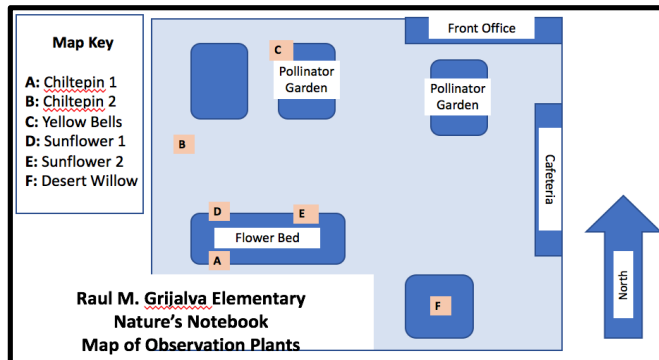 Map Key
A: Chiltepin 1
B: Chiltepin 2
C: Yellow Bells
D: Sunflower 1
E: Sunflower 2
F: Desert Willow
Front Office
C
Pollinator
Garden
Pollinator
Garden
B
Cafeteria
D
E
Flower Bed
A
North
F
Raul M. Grijalva Elementary
Nature's Notebook
Map of Observation Plants